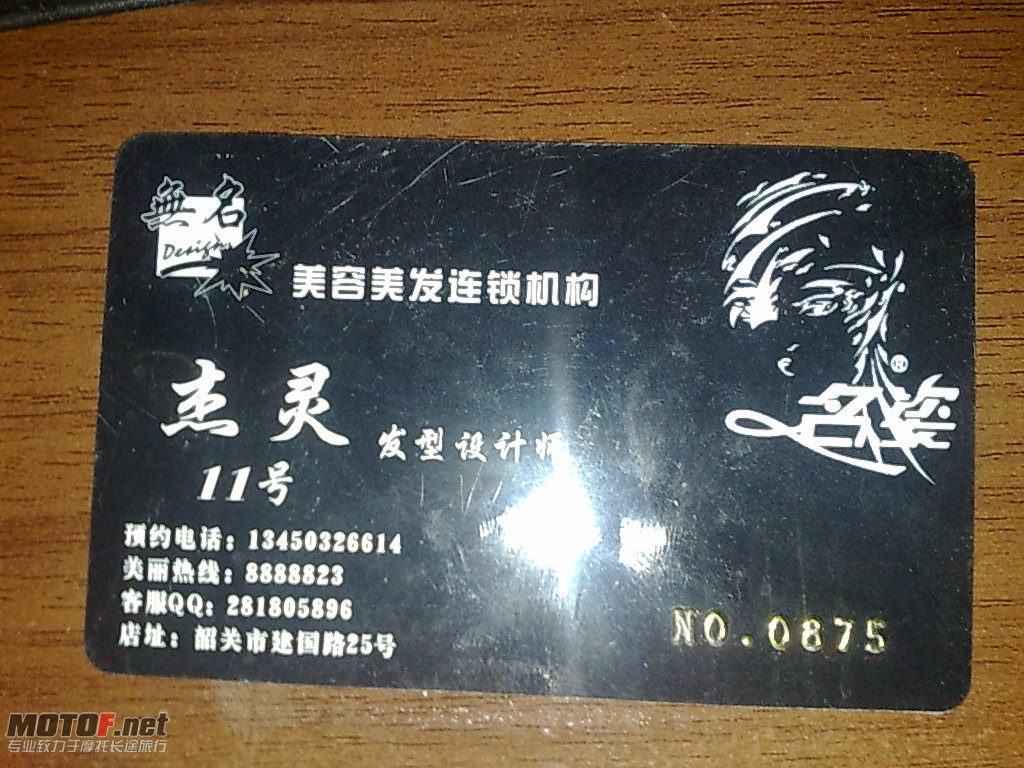 無名
Design
美容美发连锁机构
®
杰灵
发型设计师
11号
预约电话：13450326614
美丽热线：8888823
客服QQ：281805896
店址：韶关市建国路25号
NO.0875
MOTOF.net
专业致力于摩托长途旅行